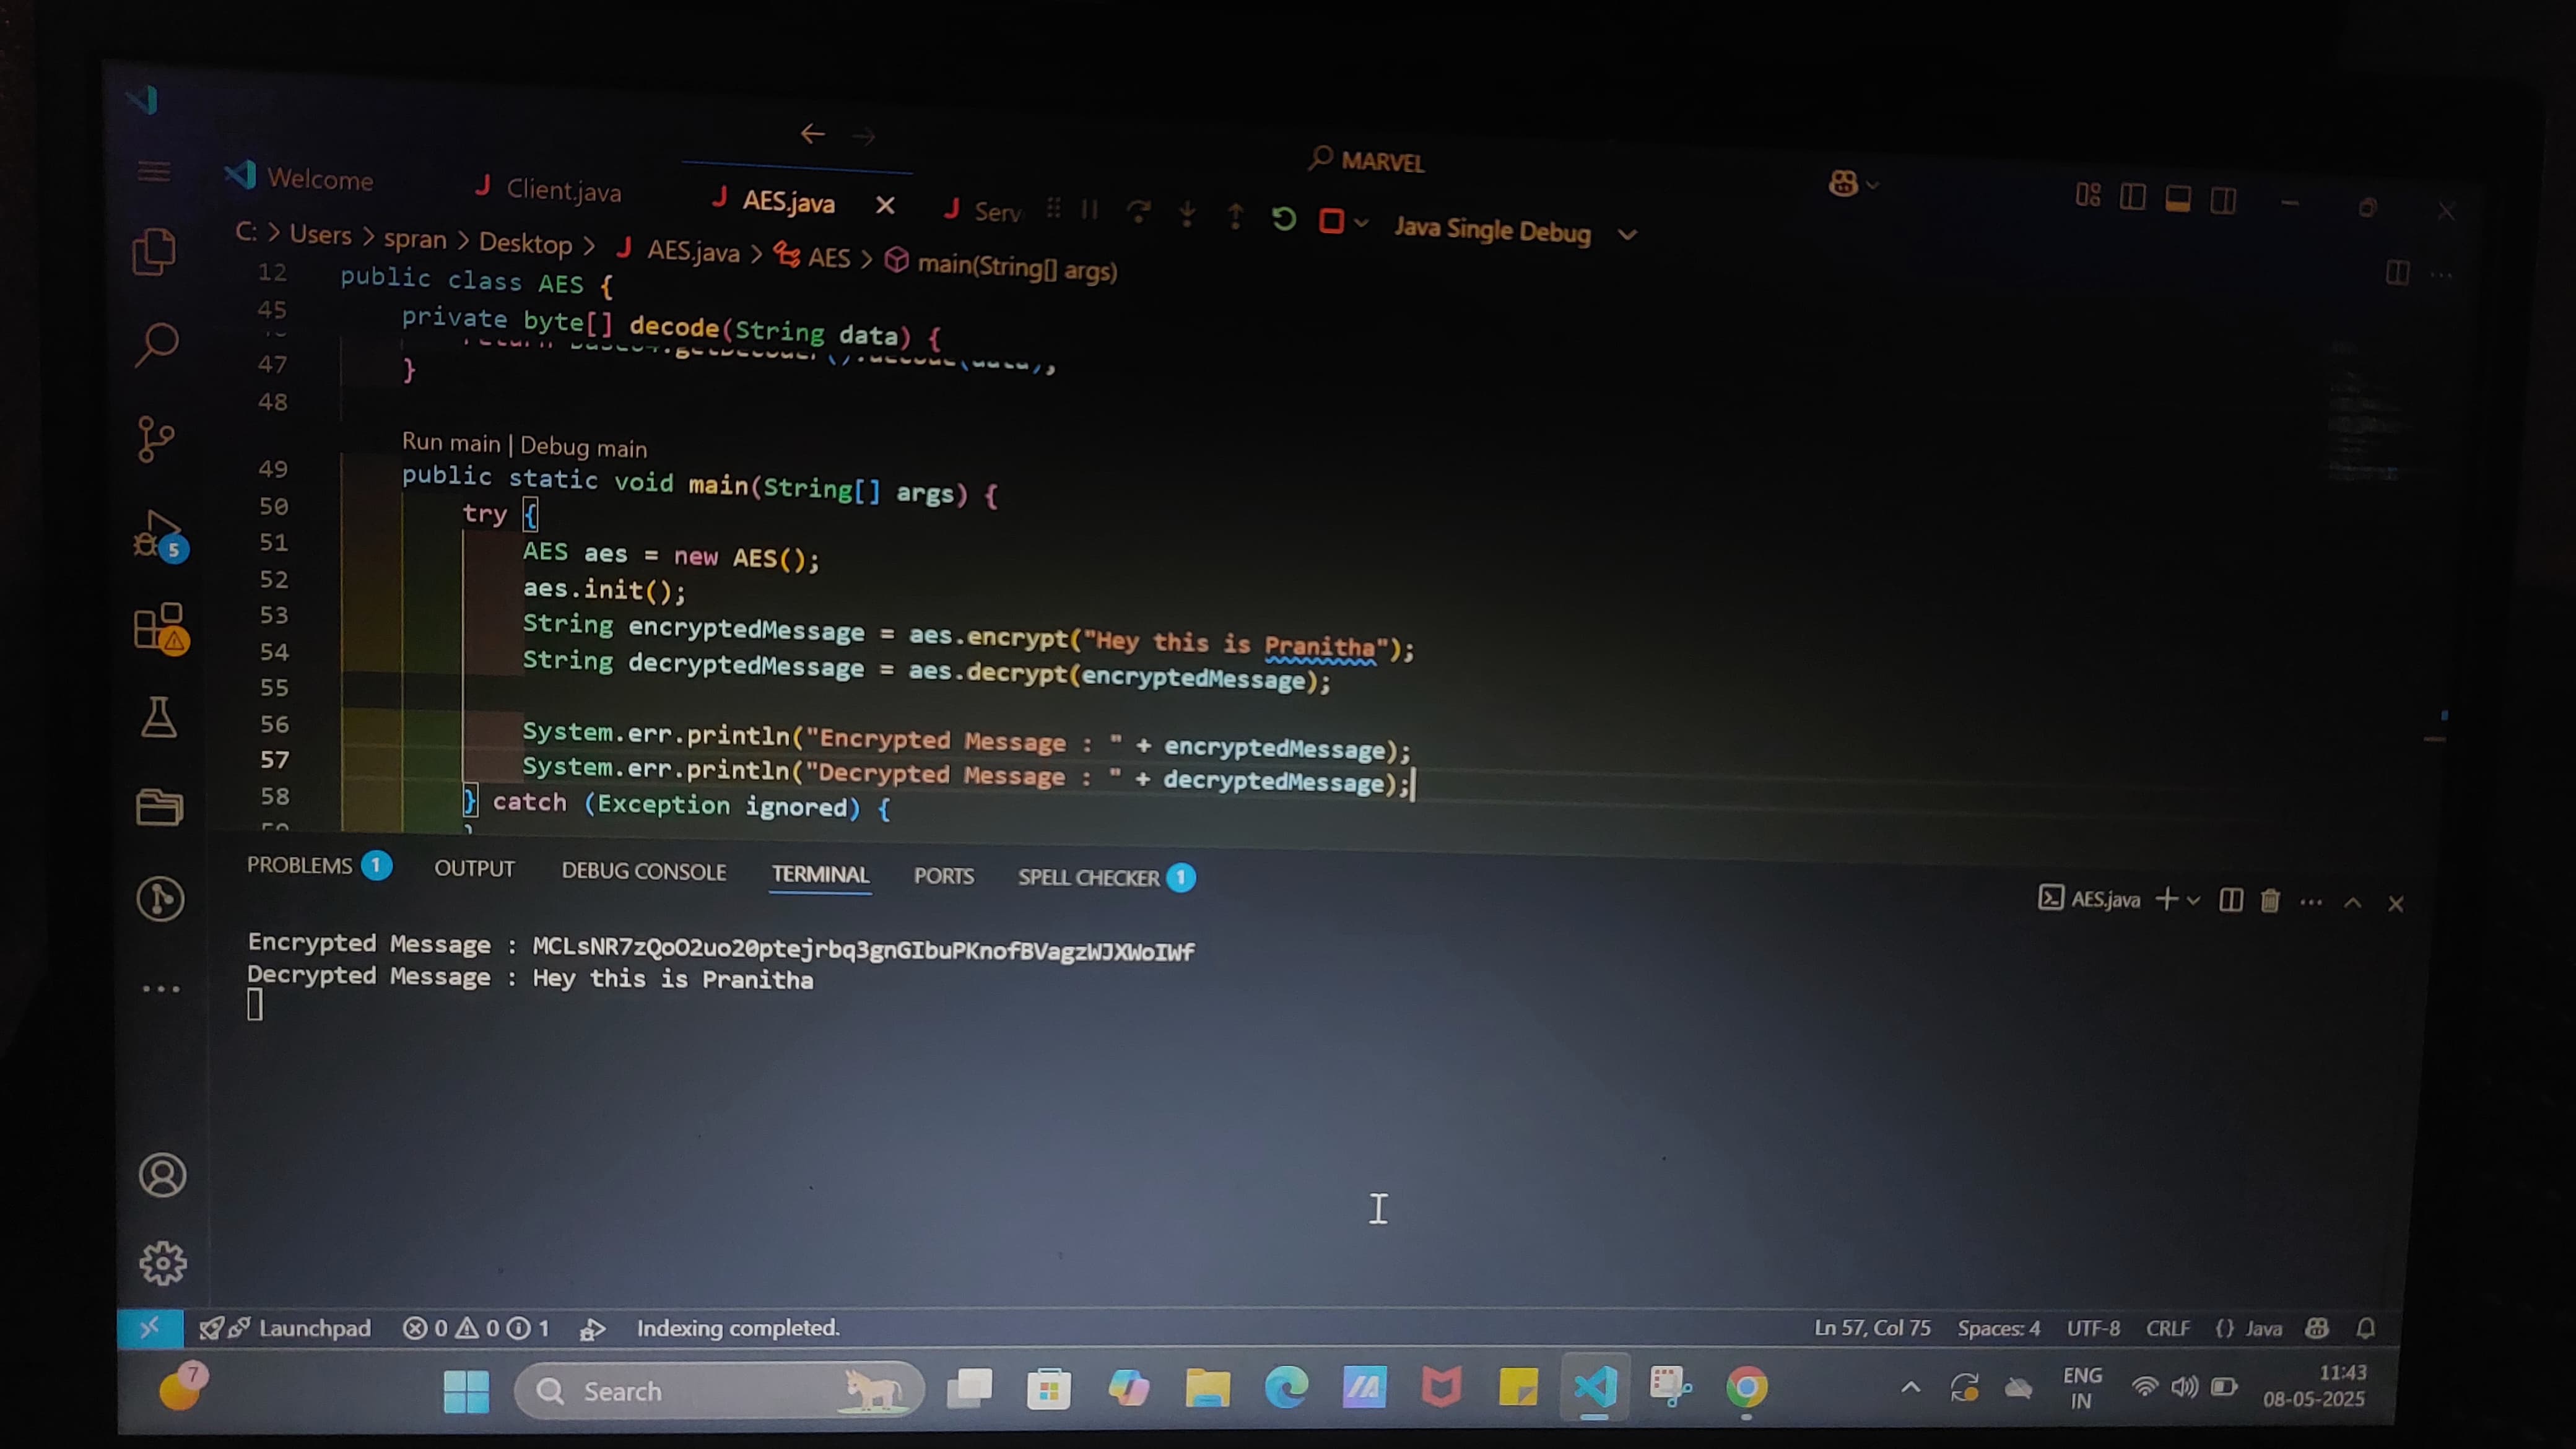 MARVEL
Welcome
Client.java
AES.java
Serv
Java Single Debug
C: > Users > spran > Desktop > AES.java > AES > main(String[] args)
12 public class AES {
45 private byte[] decode(String data) {
47 }
48
Run main | Debug main
49 public static void main(String[] args) {
50 try {
51 AES aes = new AES();
52 aes.init();
53 String encryptedMessage = aes.encrypt("Hey this is Pranitha");
54 String decryptedMessage = aes.decrypt(encryptedMessage);
55
56 System.err.println("Encrypted Message : " + encryptedMessage);
57 System.err.println("Decrypted Message : " + decryptedMessage);
58 } catch (Exception ignored) {
5
PROBLEMS 1 OUTPUT DEBUG CONSOLE TERMINAL PORTS SPELL CHECKER 1
AES.java
Encrypted Message : MCLsNR7zQoO2uo20ptejrbq3gnGIbuPKnofBVagzWJXWoIWf
Decrypted Message : Hey this is Pranitha
Launchpad 0 0 1 Indexing completed.
Ln 57, Col 75 Spaces: 4 UTF-8 CRLF {} Java
7
Search
ENG
IN
11:43
08-05-2025